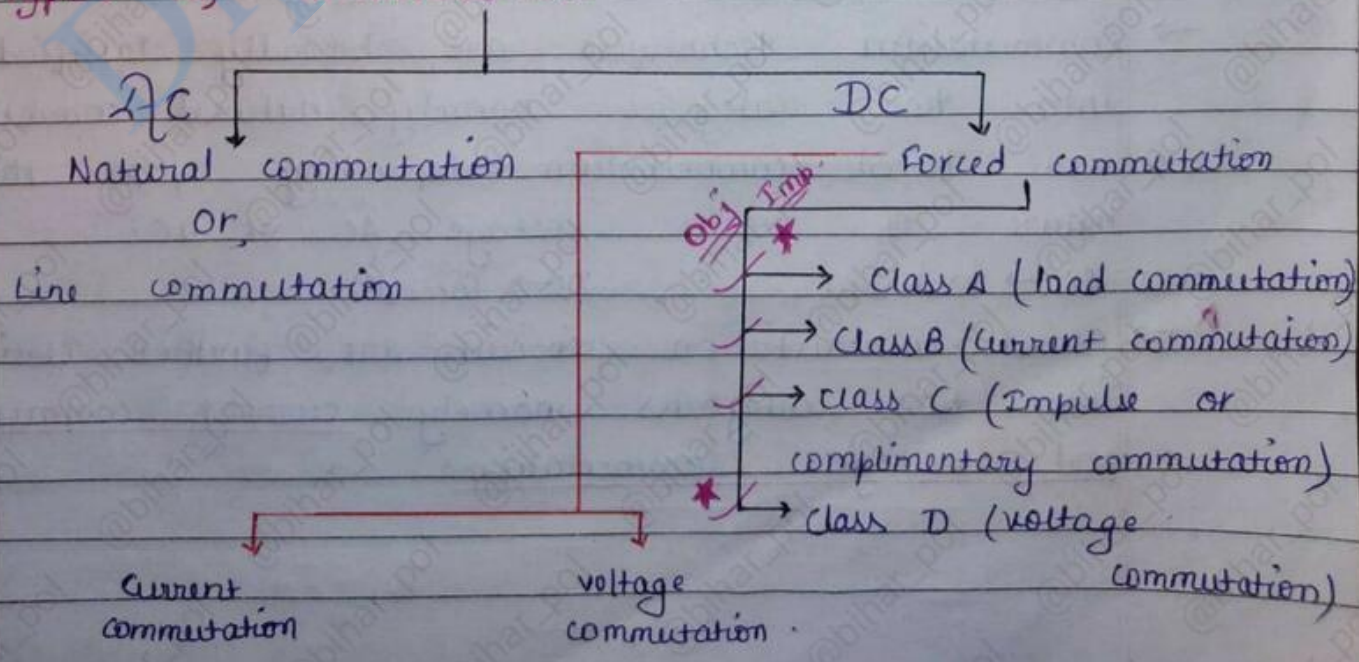 AC
DC
Natural commutation
Forced commutation
Or,
Obj Imp.
Line commutation
Class A (load commutation)
Class B (Current commutation)
class C (Impulse or
complimentary commutation)
class D (voltage
commutation)
Current
commutation
voltage
commutation.
@bihar_pol